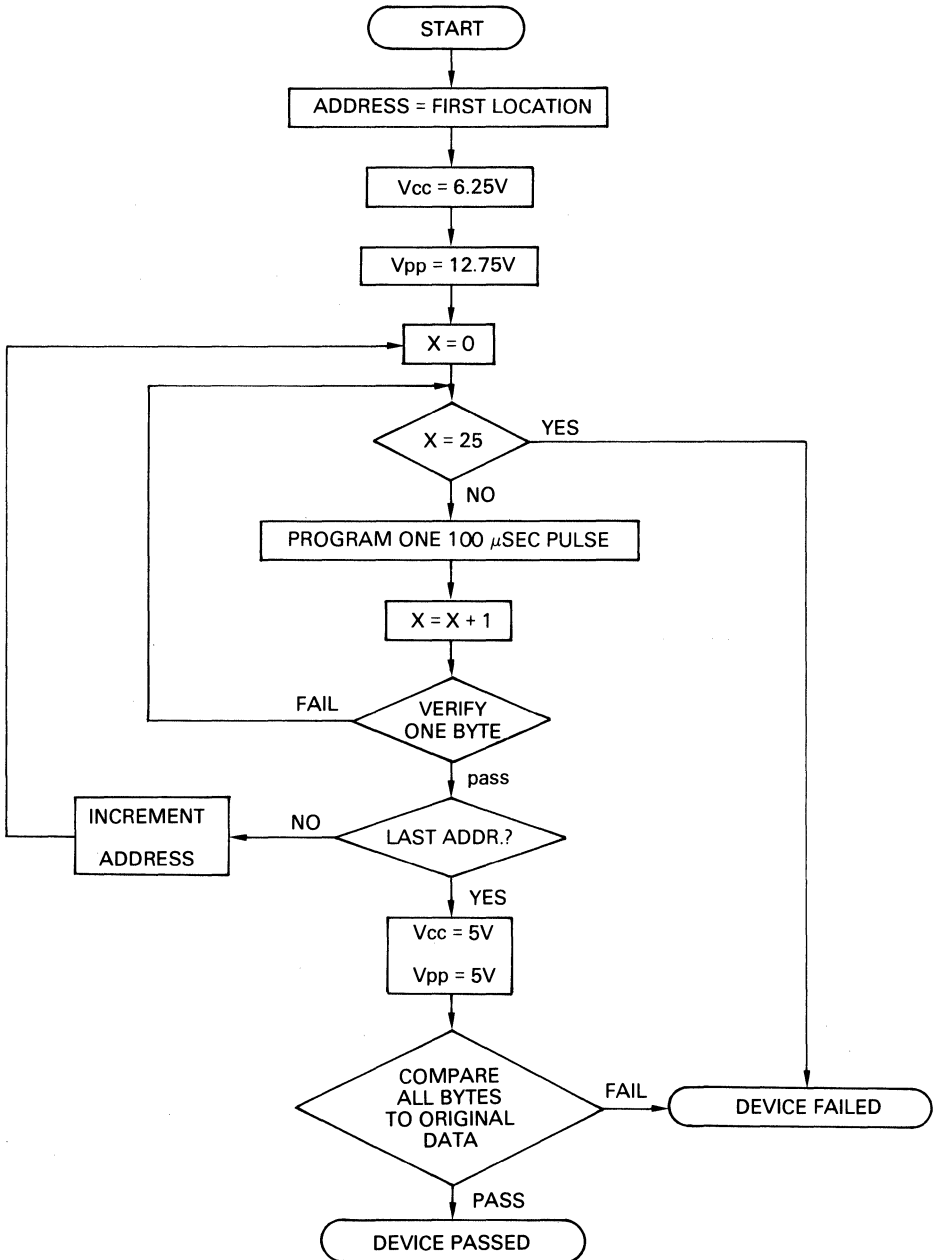 START
ADDRESS = FIRST LOCATION
Vcc = 6.25V
Vpp = 12.75V
X = 0
X = 25
YES
NO
PROGRAM ONE 100 μSEC PULSE
X = X + 1
FAIL
VERIFY
ONE BYTE
pass
INCREMENT
ADDRESS
NO
LAST ADDR.?
YES
Vcc = 5V
Vpp = 5V
COMPARE
ALL BYTES
TO ORIGINAL
DATA
FAIL
DEVICE FAILED
PASS
DEVICE PASSED